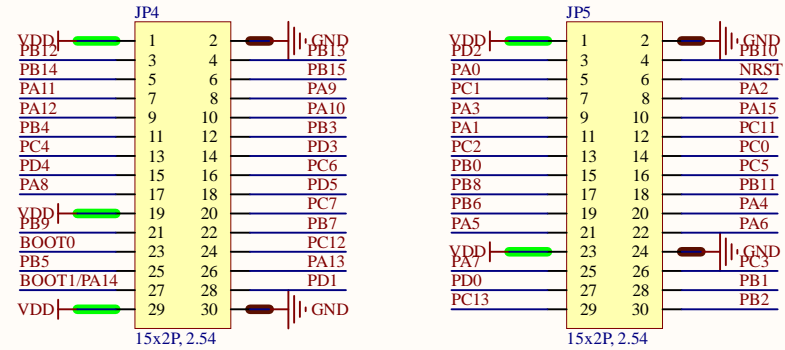 JP4
VDD 1 2 GND
PB12 3 4 PB13
PB14 5 6 PB15
PA11 7 8 PA9
PA12 9 10 PA10
PB4 11 12 PB3
PC4 13 14 PD3
PD4 15 16 PC6
PA8 17 18 PD5
VDD 19 20 PC7
PB9 21 22 PB7
BOOT0 23 24 PC12
PB5 25 26 PA13
BOOT1/PA14 27 28 PD1
VDD 29 30 GND
15x2P, 2.54
JP5
VDD 1 2 GND
PD2 3 4 PB10
PA0 5 6 NRST
PC1 7 8 PA2
PA3 9 10 PA15
PA1 11 12 PC11
PC2 13 14 PC0
PB0 15 16 PC5
PB8 17 18 PB11
PB6 19 20 PA4
PA5 21 22 PA6
VDD 23 24 GND
PA7 25 26 PC3
PD0 27 28 PB1
PC13 29 30 PB2
15x2P, 2.54